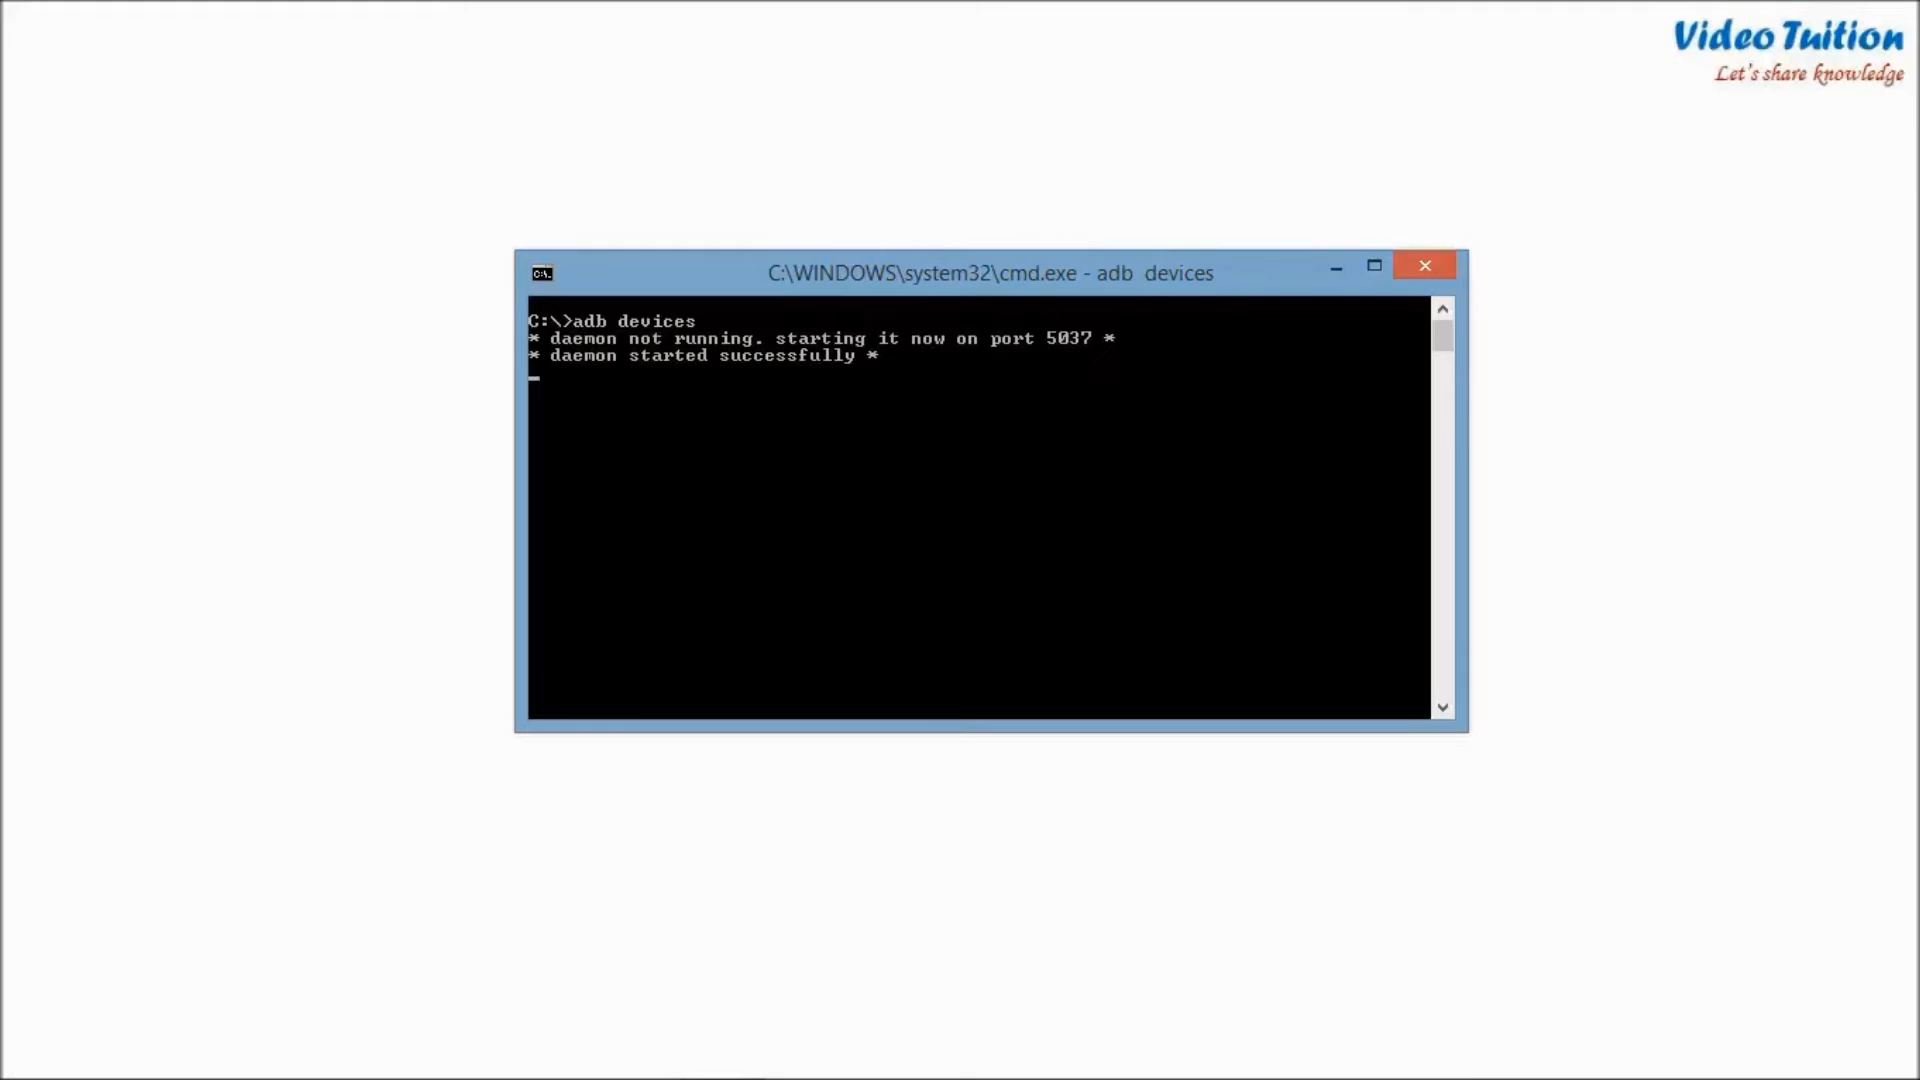 Video Tuition
Let's share knowledge
C:\WINDOWS\system32\cmd.exe - adb  devices
C:\>adb devices
* daemon not running. starting it now on port 5037 *
* daemon started successfully *